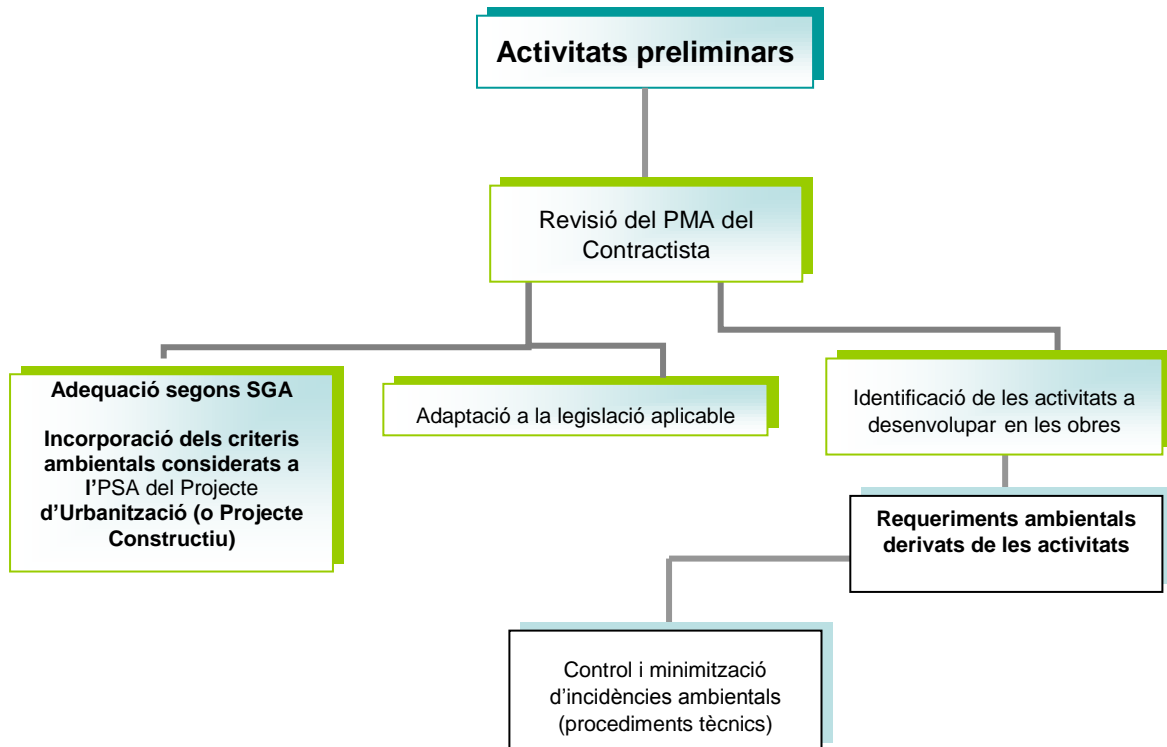 Activitats preliminars
Revisió del PMA del
Contractista
Adequació segons SGA
Incorporació dels criteris
ambientals considerats a
l’PSA del Projecte
d’Urbanització (o Projecte
Constructiu)
Adaptació a la legislació aplicable
Identificació de les activitats a
desenvolupar en les obres
Requeriments ambientals
derivats de les activitats
Control i minimització
d’incidències ambientals
(procediments tècnics)